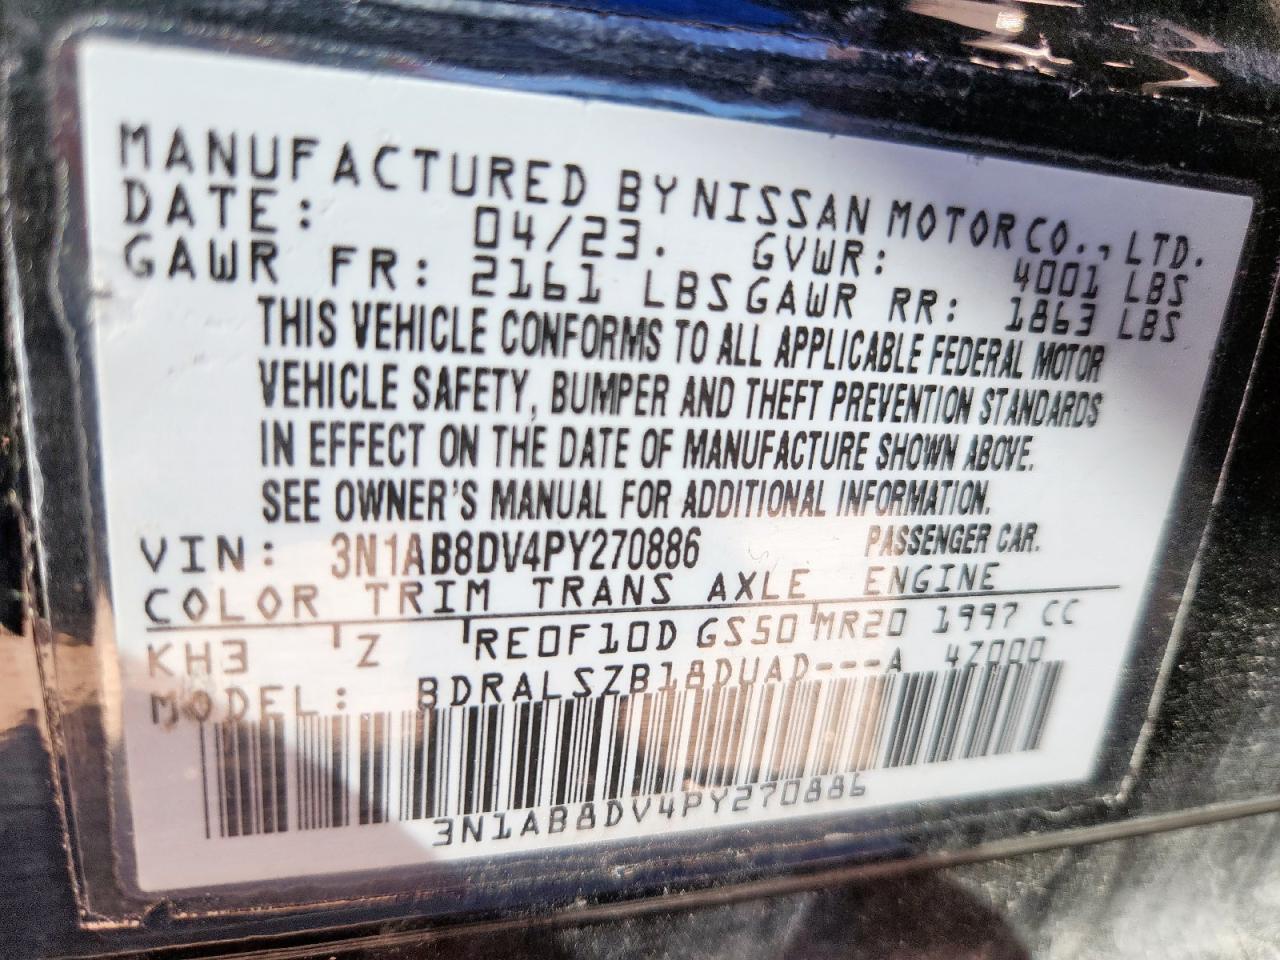 MANUFACTURED BY NISSAN MOTOR CO., LTD.
DATE: 04/23. GVWR: 4001 LBS
GAWR FR: 2161 LBS GAWR RR: 1863 LBS
THIS VEHICLE CONFORMS TO ALL APPLICABLE FEDERAL MOTOR
VEHICLE SAFETY, BUMPER AND THEFT PREVENTION STANDARDS
IN EFFECT ON THE DATE OF MANUFACTURE SHOWN ABOVE.
SEE OWNER'S MANUAL FOR ADDITIONAL INFORMATION.
VIN: 3N1AB8DV4PY270886 PASSENGER CAR.
COLOR TRIM TRANS AXLE ENGINE
KH3 Z RE0F10D GS50 MR20 1997 CC
MODEL: BDRALSZB18DUAD---A 47000
3N1AB8DV4PY270886